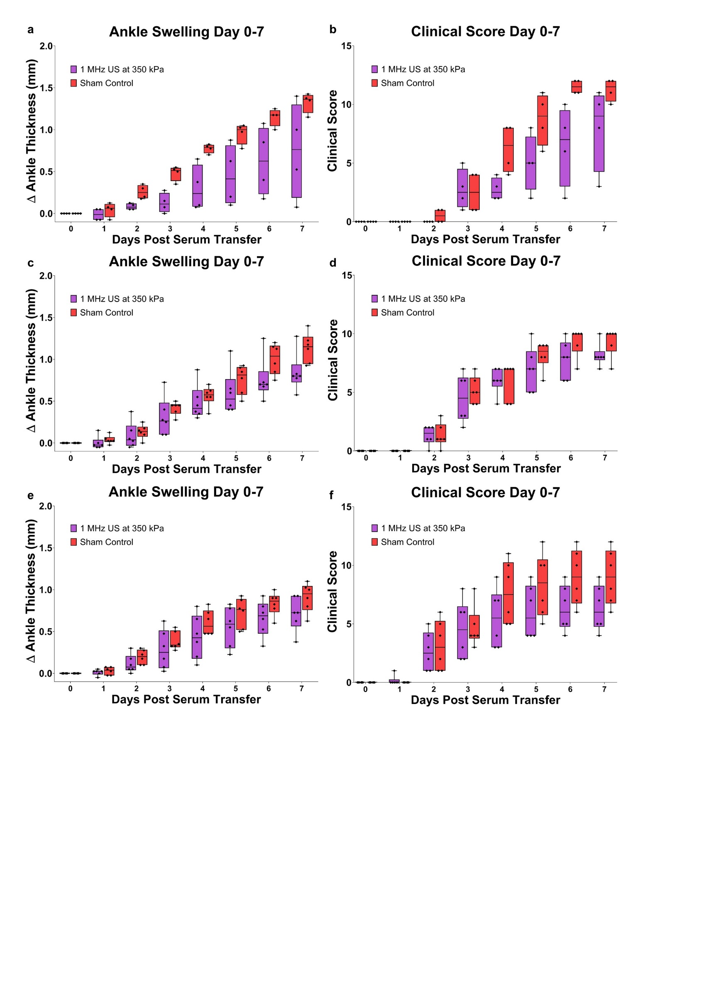 a
Ankle Swelling Day 0-7
2.0
1.5
1.0
0.5
0.0
Δ Ankle Thickness (mm)
1 MHz US at 350 kPa
Sham Control
0 1 2 3 4 5 6 7
Days Post Serum Transfer
b
Clinical Score Day 0-7
15
10
5
0
Clinical Score
1 MHz US at 350 kPa
Sham Control
0 1 2 3 4 5 6 7
Days Post Serum Transfer
c
Ankle Swelling Day 0-7
2.0
1.5
1.0
0.5
0.0
Δ Ankle Thickness (mm)
1 MHz US at 350 kPa
Sham Control
0 1 2 3 4 5 6 7
Days Post Serum Transfer
d
Clinical Score Day 0-7
15
10
5
0
Clinical Score
1 MHz US at 350 kPa
Sham Control
0 1 2 3 4 5 6 7
Days Post Serum Transfer
e
Ankle Swelling Day 0-7
2.0
1.5
1.0
0.5
0.0
Δ Ankle Thickness (mm)
1 MHz US at 350 kPa
Sham Control
0 1 2 3 4 5 6 7
Days Post Serum Transfer
f
Clinical Score Day 0-7
15
10
5
0
Clinical Score
1 MHz US at 350 kPa
Sham Control
0 1 2 3 4 5 6 7
Days Post Serum Transfer